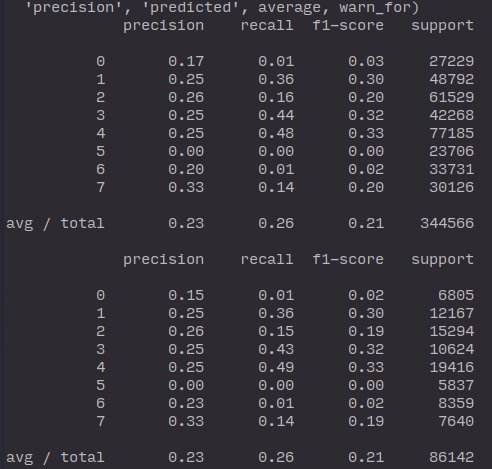 'precision', 'predicted', average, warn_for)
precision recall f1-score support
0 0.17 0.01 0.03 27229
1 0.25 0.36 0.30 48792
2 0.26 0.16 0.20 61529
3 0.25 0.44 0.32 42268
4 0.25 0.48 0.33 77185
5 0.00 0.00 0.00 23706
6 0.20 0.01 0.02 33731
7 0.33 0.14 0.20 30126
avg / total 0.23 0.26 0.21 344566
precision recall f1-score support
0 0.15 0.01 0.02 6805
1 0.25 0.36 0.30 12167
2 0.26 0.15 0.19 15294
3 0.25 0.43 0.32 10624
4 0.25 0.49 0.33 19416
5 0.00 0.00 0.00 5837
6 0.23 0.01 0.02 8359
7 0.33 0.14 0.19 7640
avg / total 0.23 0.26 0.21 86142